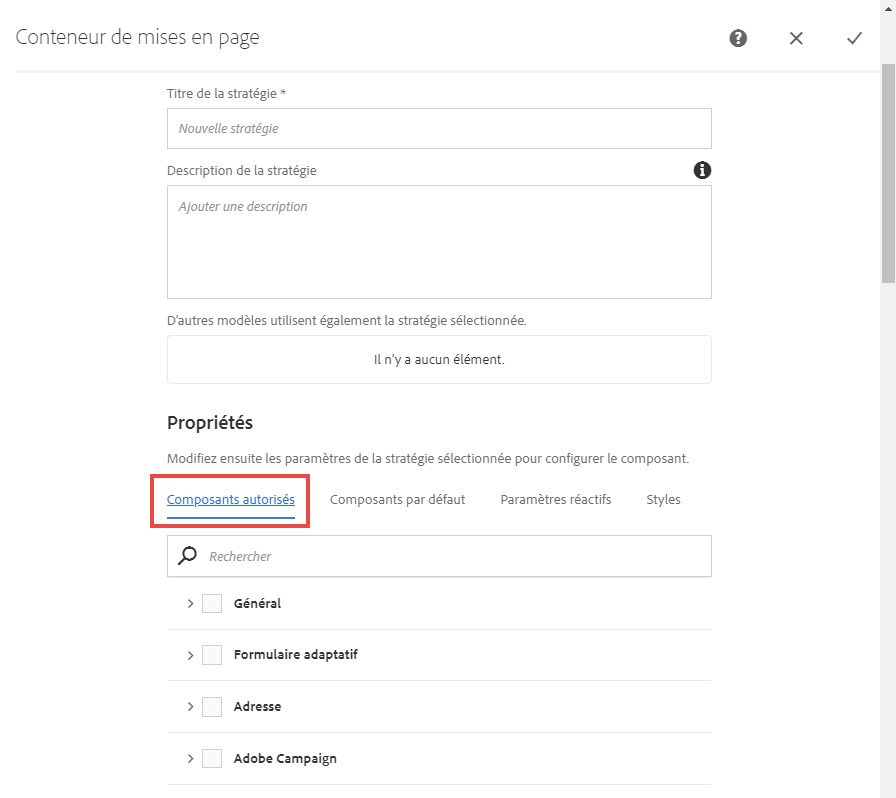 Conteneur de mises en page
Titre de la stratégie *
Nouvelle stratégie
Description de la stratégie
Ajouter une description
D'autres modèles utilisent également la stratégie sélectionnée.
Il n'y a aucun élément.
Propriétés
Modifiez ensuite les paramètres de la stratégie sélectionnée pour configurer le composant.
Composants autorisés Composants par défaut Paramètres réactifs Styles
Rechercher
Général
Formulaire adaptatif
Adresse
Adobe Campaign